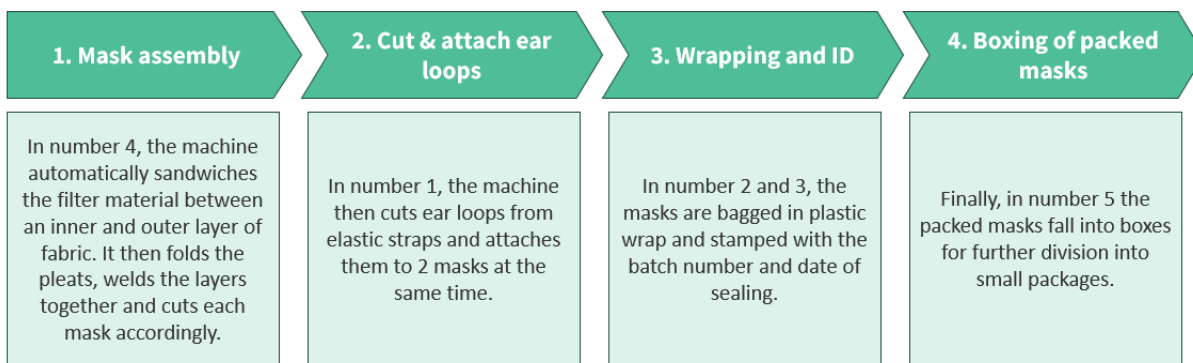 1. Mask assembly
In number 4, the machine
automatically sandwiches
the filter material between
an inner and outer layer of
fabric. It then folds the
pleats, welds the layers
together and cuts each
mask accordingly.
2. Cut & attach ear
loops
In number 1, the machine
then cuts ear loops from
elastic straps and attaches
them to 2 masks at the
same time.
3. Wrapping and ID
In number 2 and 3, the
masks are bagged in plastic
wrap and stamped with the
batch number and date of
sealing.
4. Boxing of packed
masks
Finally, in number 5 the
packed masks fall into boxes
for further division into
small packages.